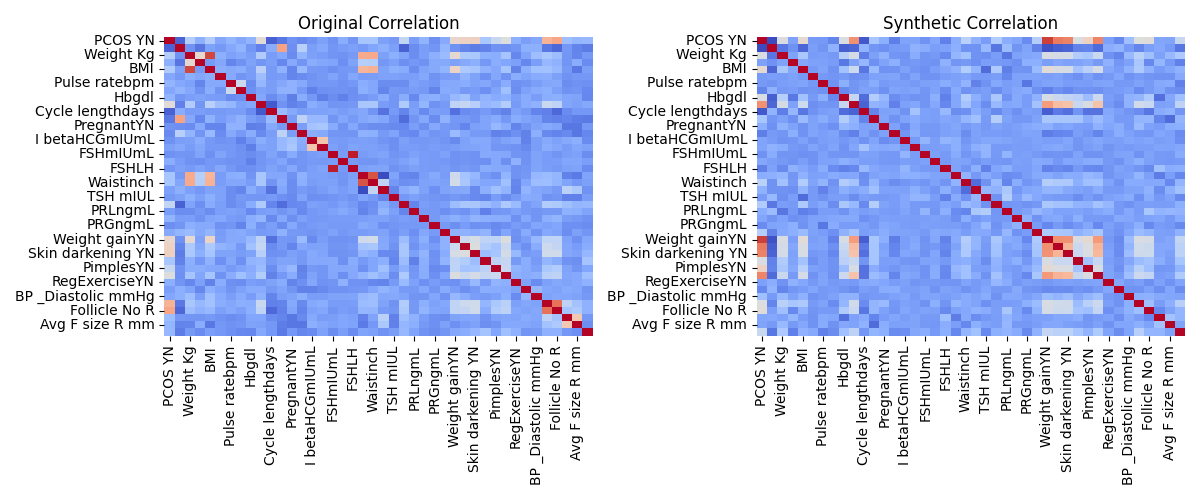 Original Correlation
PCOS YN
Weight Kg
BMI
Pulse ratebpm
Hbgdl
Cycle lengthdays
PregnantYN
I betaHCGmIUmL
FSHmIUmL
FSHLH
Waistinch
TSH mIUL
PRLngmL
PRGngmL
Weight gainYN
Skin darkening YN
PimplesYN
RegExerciseYN
BP _Diastolic mmHg
Follicle No R
Avg F size R mm
PCOS YN
Weight Kg
BMI
Pulse ratebpm
Hbgdl
Cycle lengthdays
PregnantYN
I betaHCGmIUmL
FSHmIUmL
FSHLH
Waistinch
TSH mIUL
PRLngmL
PRGngmL
Weight gainYN
Skin darkening YN
PimplesYN
RegExerciseYN
BP _Diastolic mmHg
Follicle No R
Avg F size R mm
Synthetic Correlation
PCOS YN
Weight Kg
BMI
Pulse ratebpm
Hbgdl
Cycle lengthdays
PregnantYN
I betaHCGmIUmL
FSHmIUmL
FSHLH
Waistinch
TSH mIUL
PRLngmL
PRGngmL
Weight gainYN
Skin darkening YN
PimplesYN
RegExerciseYN
BP _Diastolic mmHg
Follicle No R
Avg F size R mm
PCOS YN
Weight Kg
BMI
Pulse ratebpm
Hbgdl
Cycle lengthdays
PregnantYN
I betaHCGmIUmL
FSHmIUmL
FSHLH
Waistinch
TSH mIUL
PRLngmL
PRGngmL
Weight gainYN
Skin darkening YN
PimplesYN
RegExerciseYN
BP _Diastolic mmHg
Follicle No R
Avg F size R mm